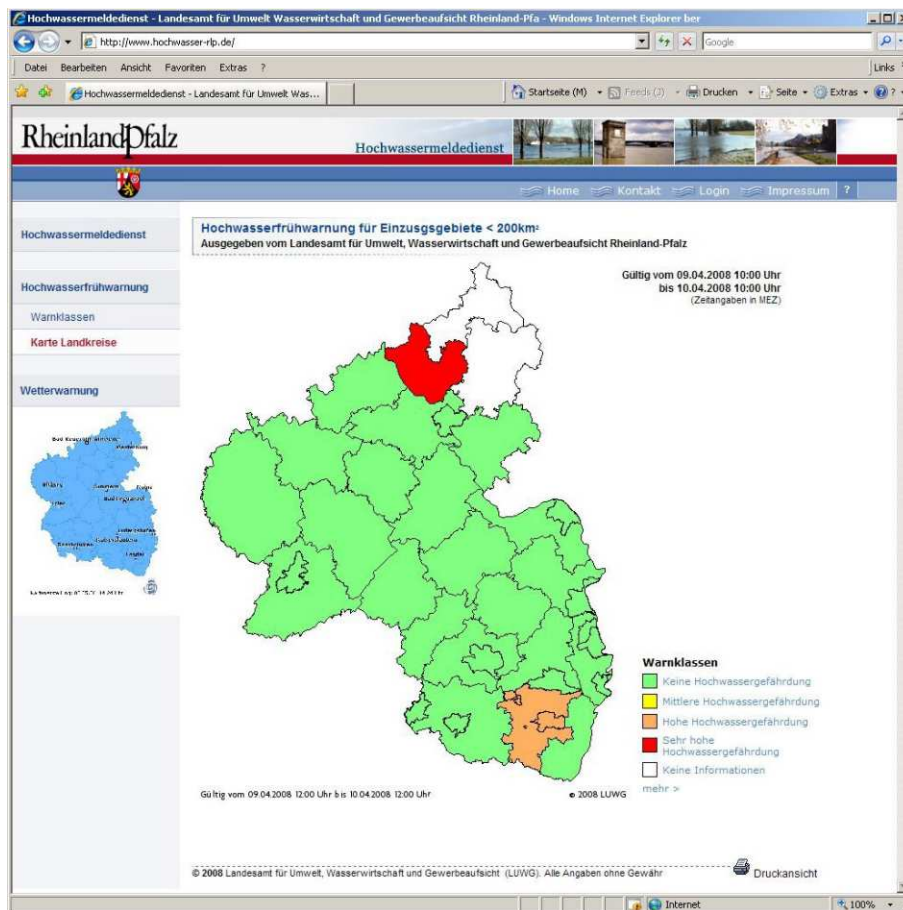 Hochwassermeldedienst - Landesamt für Umwelt Wasserwirtschaft und Gewerbeaufsicht Rheinland-Pfa - Windows Internet Explorer ber
http://www.hochwasser-rlp.de/
Google
Datei Bearbeiten Ansicht Favoriten Extras ?
Links
Hochwassermeldedienst - Landesamt für Umwelt Was...
Startseite (M) Feeds (J) Drucken Seite Extras ?
RheinlandPfalz
Hochwassermeldedienst
Home Kontakt Login Impressum ?
Hochwassermeldedienst
Hochwasserfrühwarnung
Warnklassen
Karte Landkreise
Wetterwarnung
Hochwasserfrühwarnung für Einzusgsgebiete < 200km²
Ausgegeben vom Landesamt für Umwelt, Wasserwirtschaft und Gewerbeaufsicht Rheinland-Pfalz
Gültig vom 09.04.2008 10:00 Uhr
bis 10.04.2008 10:00 Uhr
(Zeitangaben in MEZ)
Warnklassen
Keine Hochwassergefährdung
Mittlere Hochwassergefährdung
Hohe Hochwassergefährdung
Sehr hohe
Hochwassergefährdung
Keine Informationen
mehr >
Gültig vom 09.04.2008 12:00 Uhr bis 10.04.2008 12:00 Uhr
© 2008 LUWG
© 2008 Landesamt für Umwelt, Wasserwirtschaft und Gewerbeaufsicht (LUWG). Alle Angaben ohne Gewähr
Druckansicht
Internet
100%